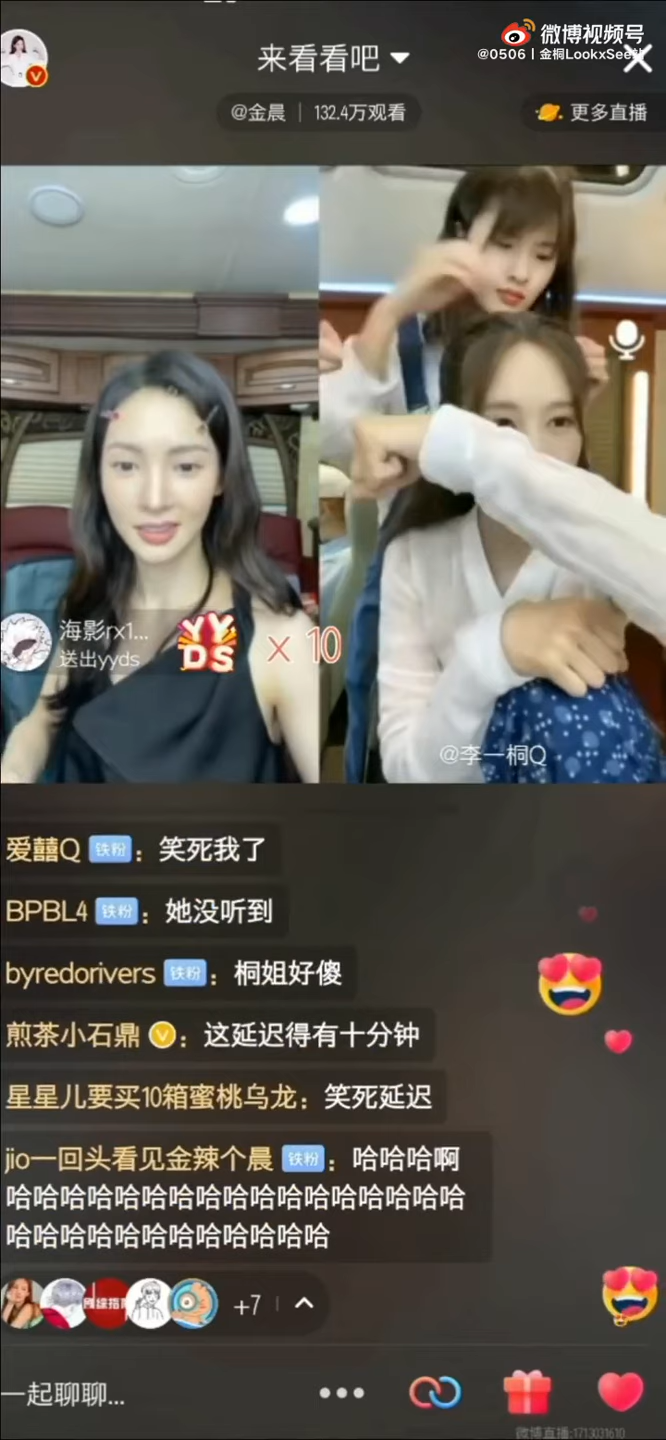 微博视频号
@0506 | 金桐LookxSee站
来看看吧
@金晨 | 132.4万观看
更多直播
海影rx1...
送出yyds
YYDS
× 10
@李一桐Q
爱囍Q 铁粉：笑死我了
BPBL4 铁粉：她没听到
byredorivers 铁粉：桐姐好傻
煎茶小石鼎：这延迟得有十分钟
星星儿要买10箱蜜桃乌龙：笑死延迟
jio一回头看见金辣个晨 铁粉：哈哈哈啊
哈哈哈哈哈哈哈哈哈哈哈哈哈哈哈哈哈
哈哈哈哈哈哈哈哈哈哈哈哈
+7
一起聊聊...
微博直播:1713031610